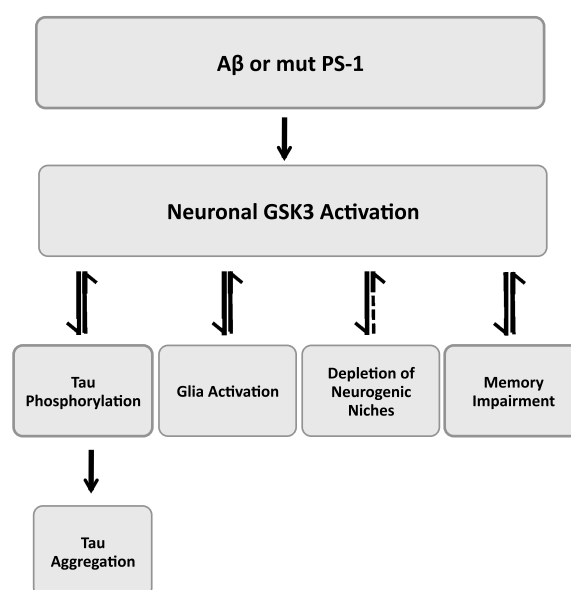 Aβ or mut PS-1
Neuronal GSK3 Activation
Tau
Phosphorylation
Glia Activation
Depletion of
Neurogenic
Niches
Memory
Impairment
Tau
Aggregation